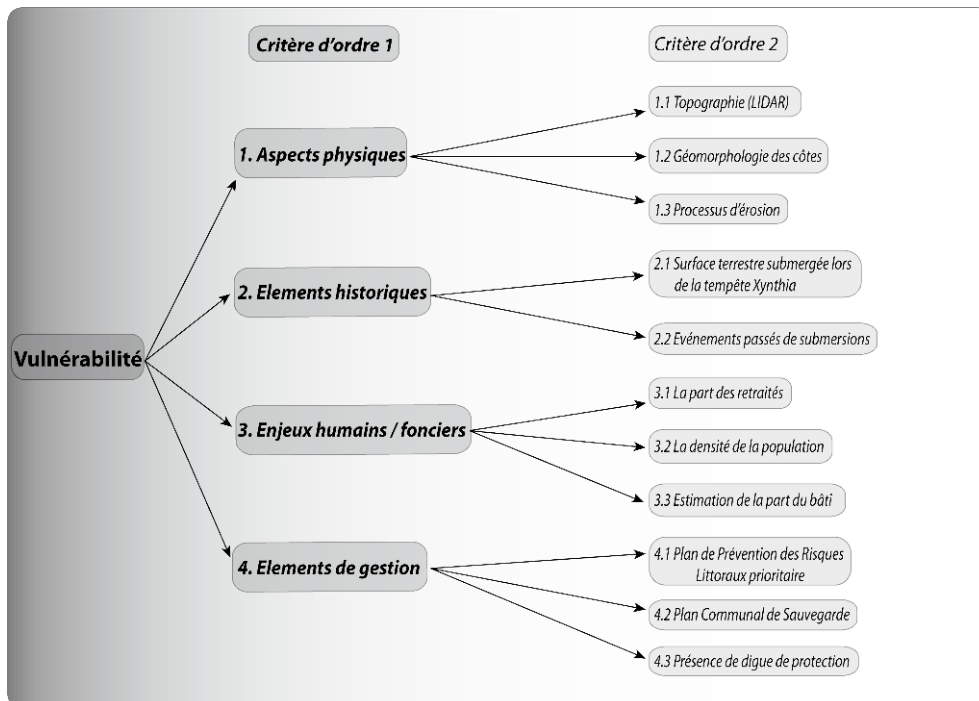 Critère d'ordre 1
Critère d'ordre 2
Vulnérabilité
1. Aspects physiques
1.1 Topographie (LIDAR)
1.2 Géomorphologie des côtes
1.3 Processus d'érosion
2. Elements historiques
2.1 Surface terrestre submergée lors
de la tempête Xynthia
2.2 Evénements passés de submersions
3. Enjeux humains / fonciers
3.1 La part des retraités
3.2 La densité de la population
3.3 Estimation de la part du bâti
4. Elements de gestion
4.1 Plan de Prévention des Risques
Littoraux prioritaire
4.2 Plan Communal de Sauvegarde
4.3 Présence de digue de protection